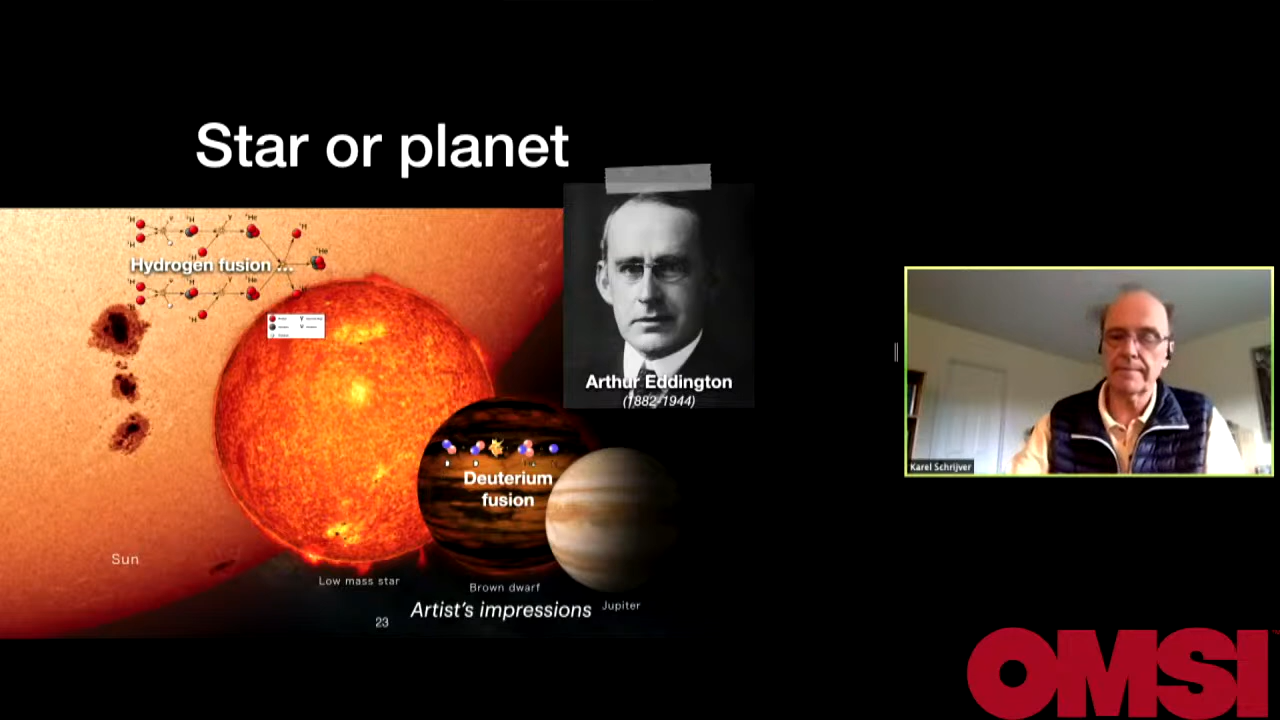 Star or planet
Hydrogen fusion ...
Arthur Eddington
(1882-1944)
Deuterium
fusion
Karel Schrijver
Sun
Low mass star
Brown dwarf
Jupiter
Artist's impressions
23
OMSI